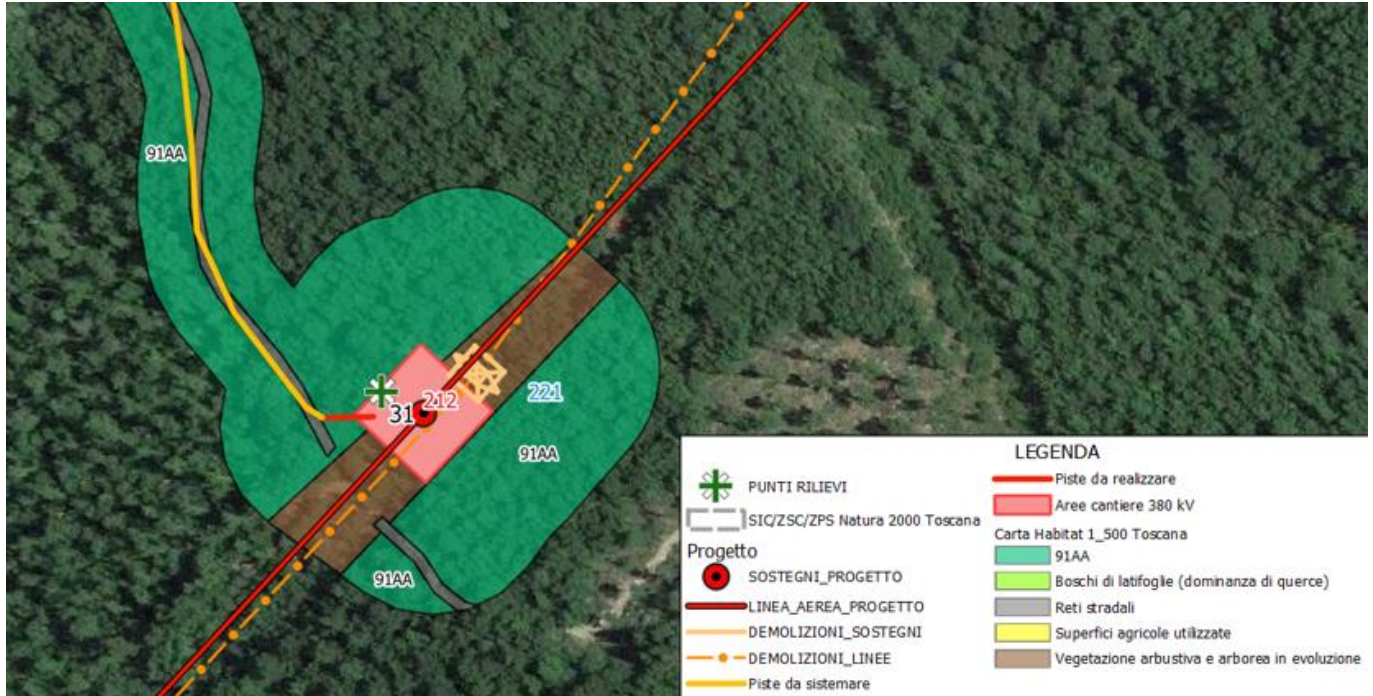 91AA
31
212
221
91AA
91AA
LEGENDA
PUNTI RILIEVI
SIC/ZSC/ZPS Natura 2000 Toscana
Progetto
SOSTEGNI_PROGETTO
LINEA_AEREA_PROGETTO
DEMOLIZIONI_SOSTEGNI
DEMOLIZIONI_LINEE
Piste da sistemare
Piste da realizzare
Aree cantiere 380 kV
Carta Habitat 1_500 Toscana
91AA
Boschi di latifoglie (dominanza di querce)
Reti stradali
Superfici agricole utilizzate
Vegetazione arbustiva e arborea in evoluzione